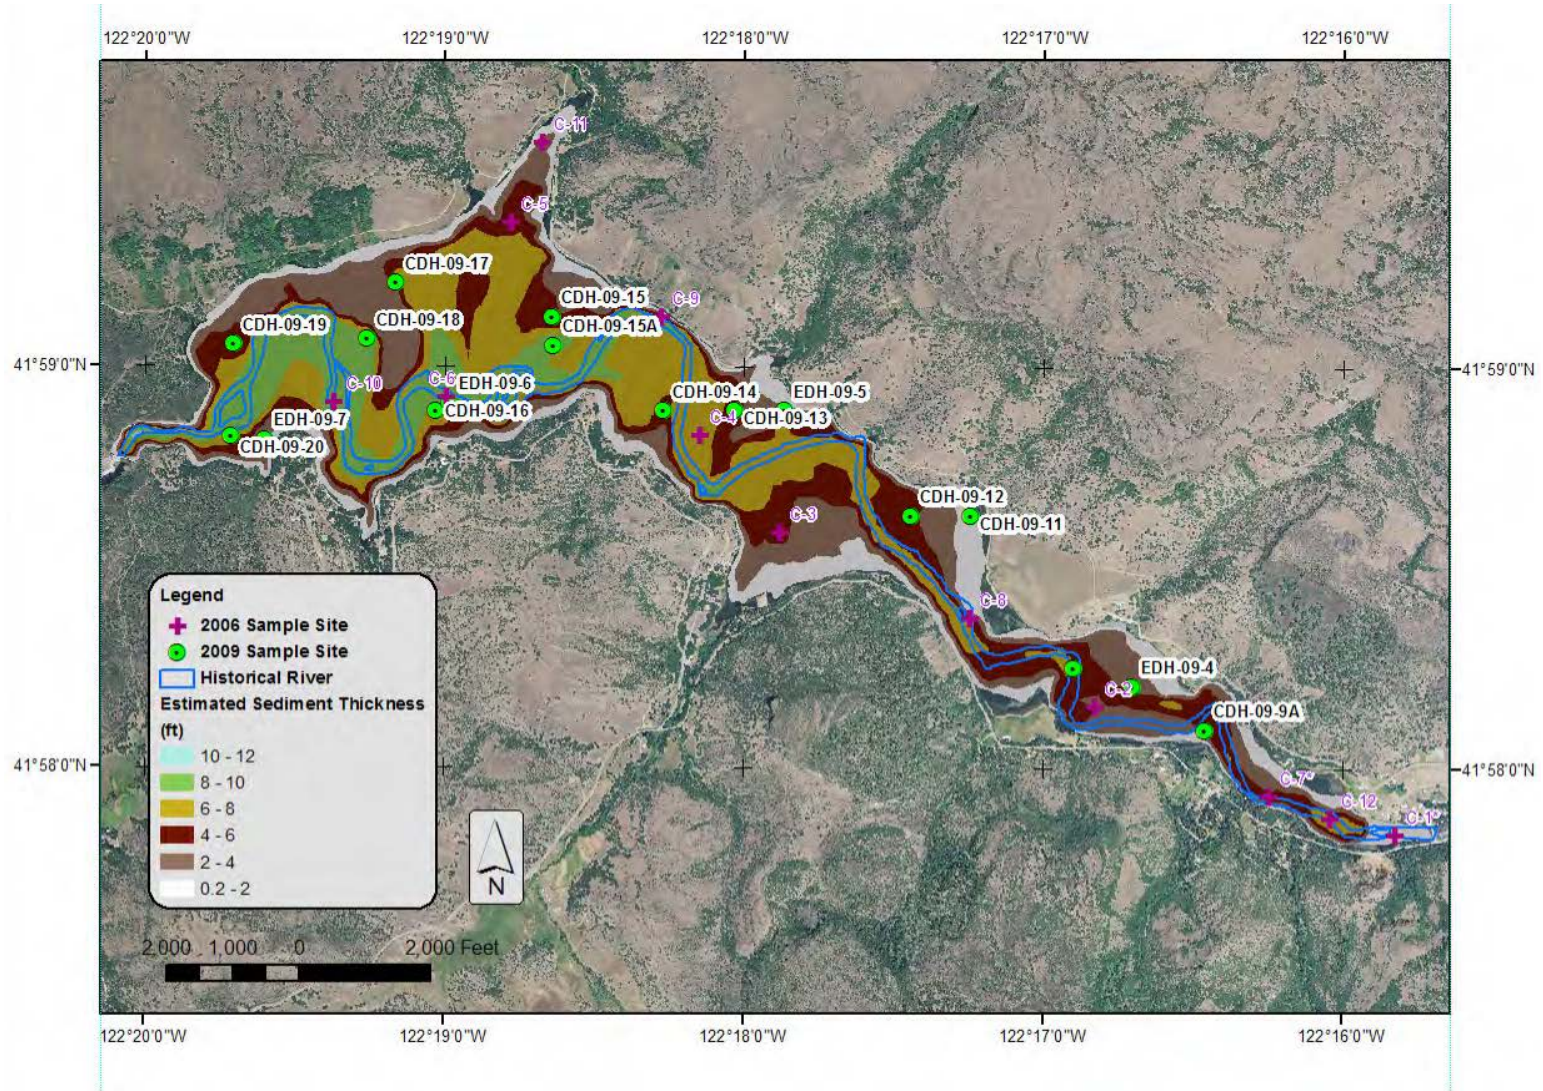 122°20'0"W 122°19'0"W 122°18'0"W 122°17'0"W 122°16'0"W
C-11
C-5
CDH-09-17
CDH-09-15
C-9
CDH-09-19
CDH-09-18
CDH-09-15A
41°59'0"N
41°59'0"N
C-10
C-6
EDH-09-6
CDH-09-14
EDH-09-5
EDH-09-7
CDH-09-16
C-4
CDH-09-13
CDH-09-20
CDH-09-12
C-3
CDH-09-11
C-8
EDH-09-4
C-2
CDH-09-9A
41°58'0"N
41°58'0"N
C-7*
C-12
C-1*
Legend
2006 Sample Site
2009 Sample Site
Historical River
Estimated Sediment Thickness
(ft)
10 - 12
8 - 10
6 - 8
4 - 6
2 - 4
0.2 - 2
N
2,000 1,000 0 2,000 Feet
122°20'0"W 122°19'0"W 122°18'0"W 122°17'0"W 122°16'0"W